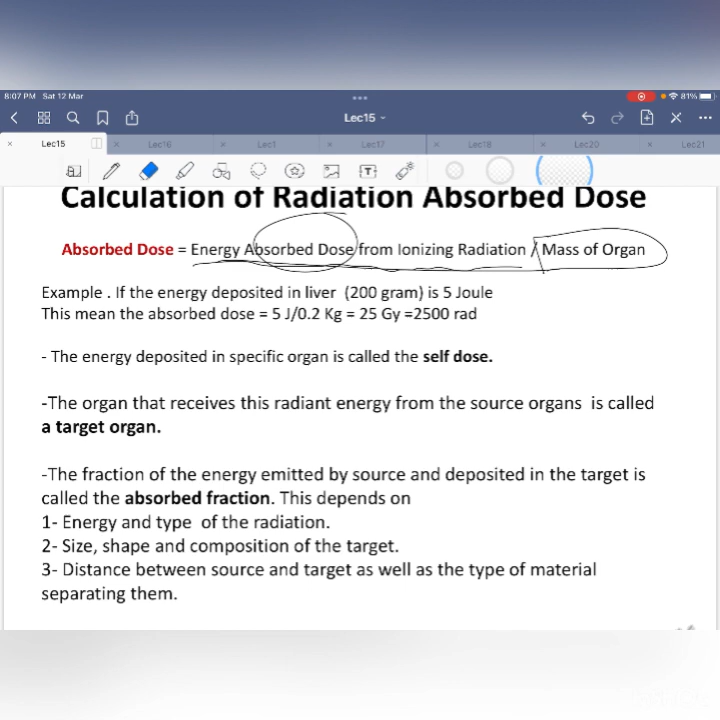 8:07 PM Sat 12 Mar
81%
Lec15
Lec15
Lec16
Lec1
Lec17
Lec18
Lec20
Lec21
Calculation of Radiation Absorbed Dose
Absorbed Dose = Energy Absorbed Dose from Ionizing Radiation / Mass of Organ
Example . If the energy deposited in liver (200 gram) is 5 Joule
This mean the absorbed dose = 5 J/0.2 Kg = 25 Gy =2500 rad
- The energy deposited in specific organ is called the self dose.
-The organ that receives this radiant energy from the source organs is called
a target organ.
-The fraction of the energy emitted by source and deposited in the target is
called the absorbed fraction. This depends on
1- Energy and type of the radiation.
2- Size, shape and composition of the target.
3- Distance between source and target as well as the type of material
separating them.